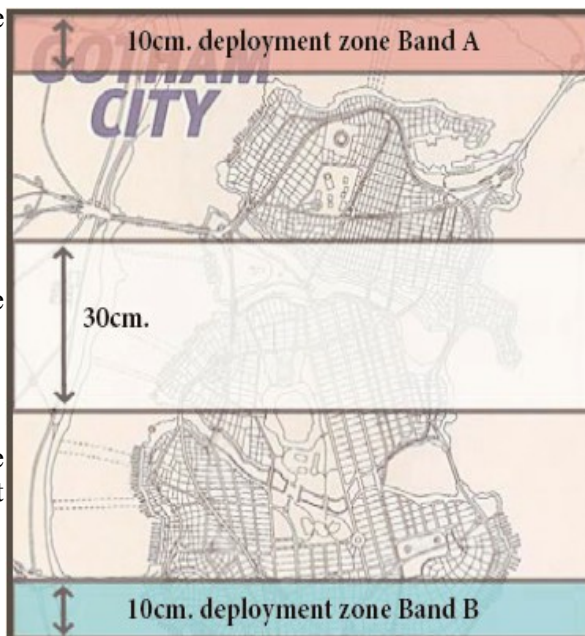 e
10cm. deployment zone Band A
GOTHAM
CITY
e
30cm.
e
t
10cm. deployment zone Band B